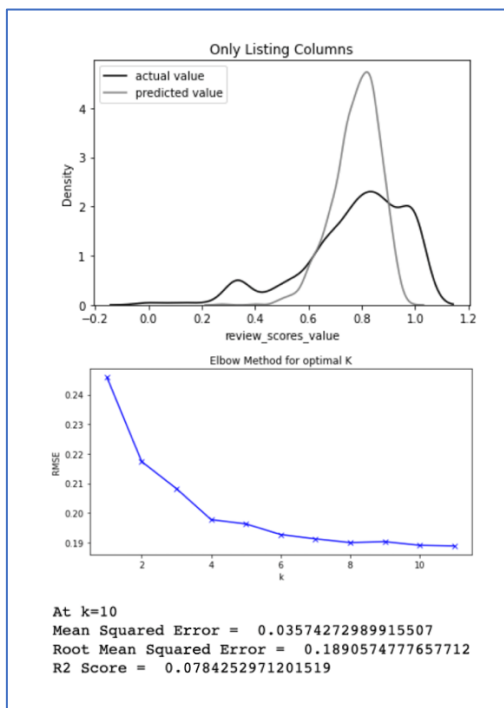 Only Listing Columns
actual value
predicted value
4
3
2
1
0
Density
−0.2 0.0 0.2 0.4 0.6 0.8 1.0 1.2
review_scores_value
Elbow Method for optimal K
0.24
0.23
0.22
0.21
0.20
0.19
RMSE
2 4 6 8 10
k
At k=10
Mean Squared Error = 0.03574272989915507
Root Mean Squared Error = 0.1890574777657712
R2 Score = 0.0784252971201519